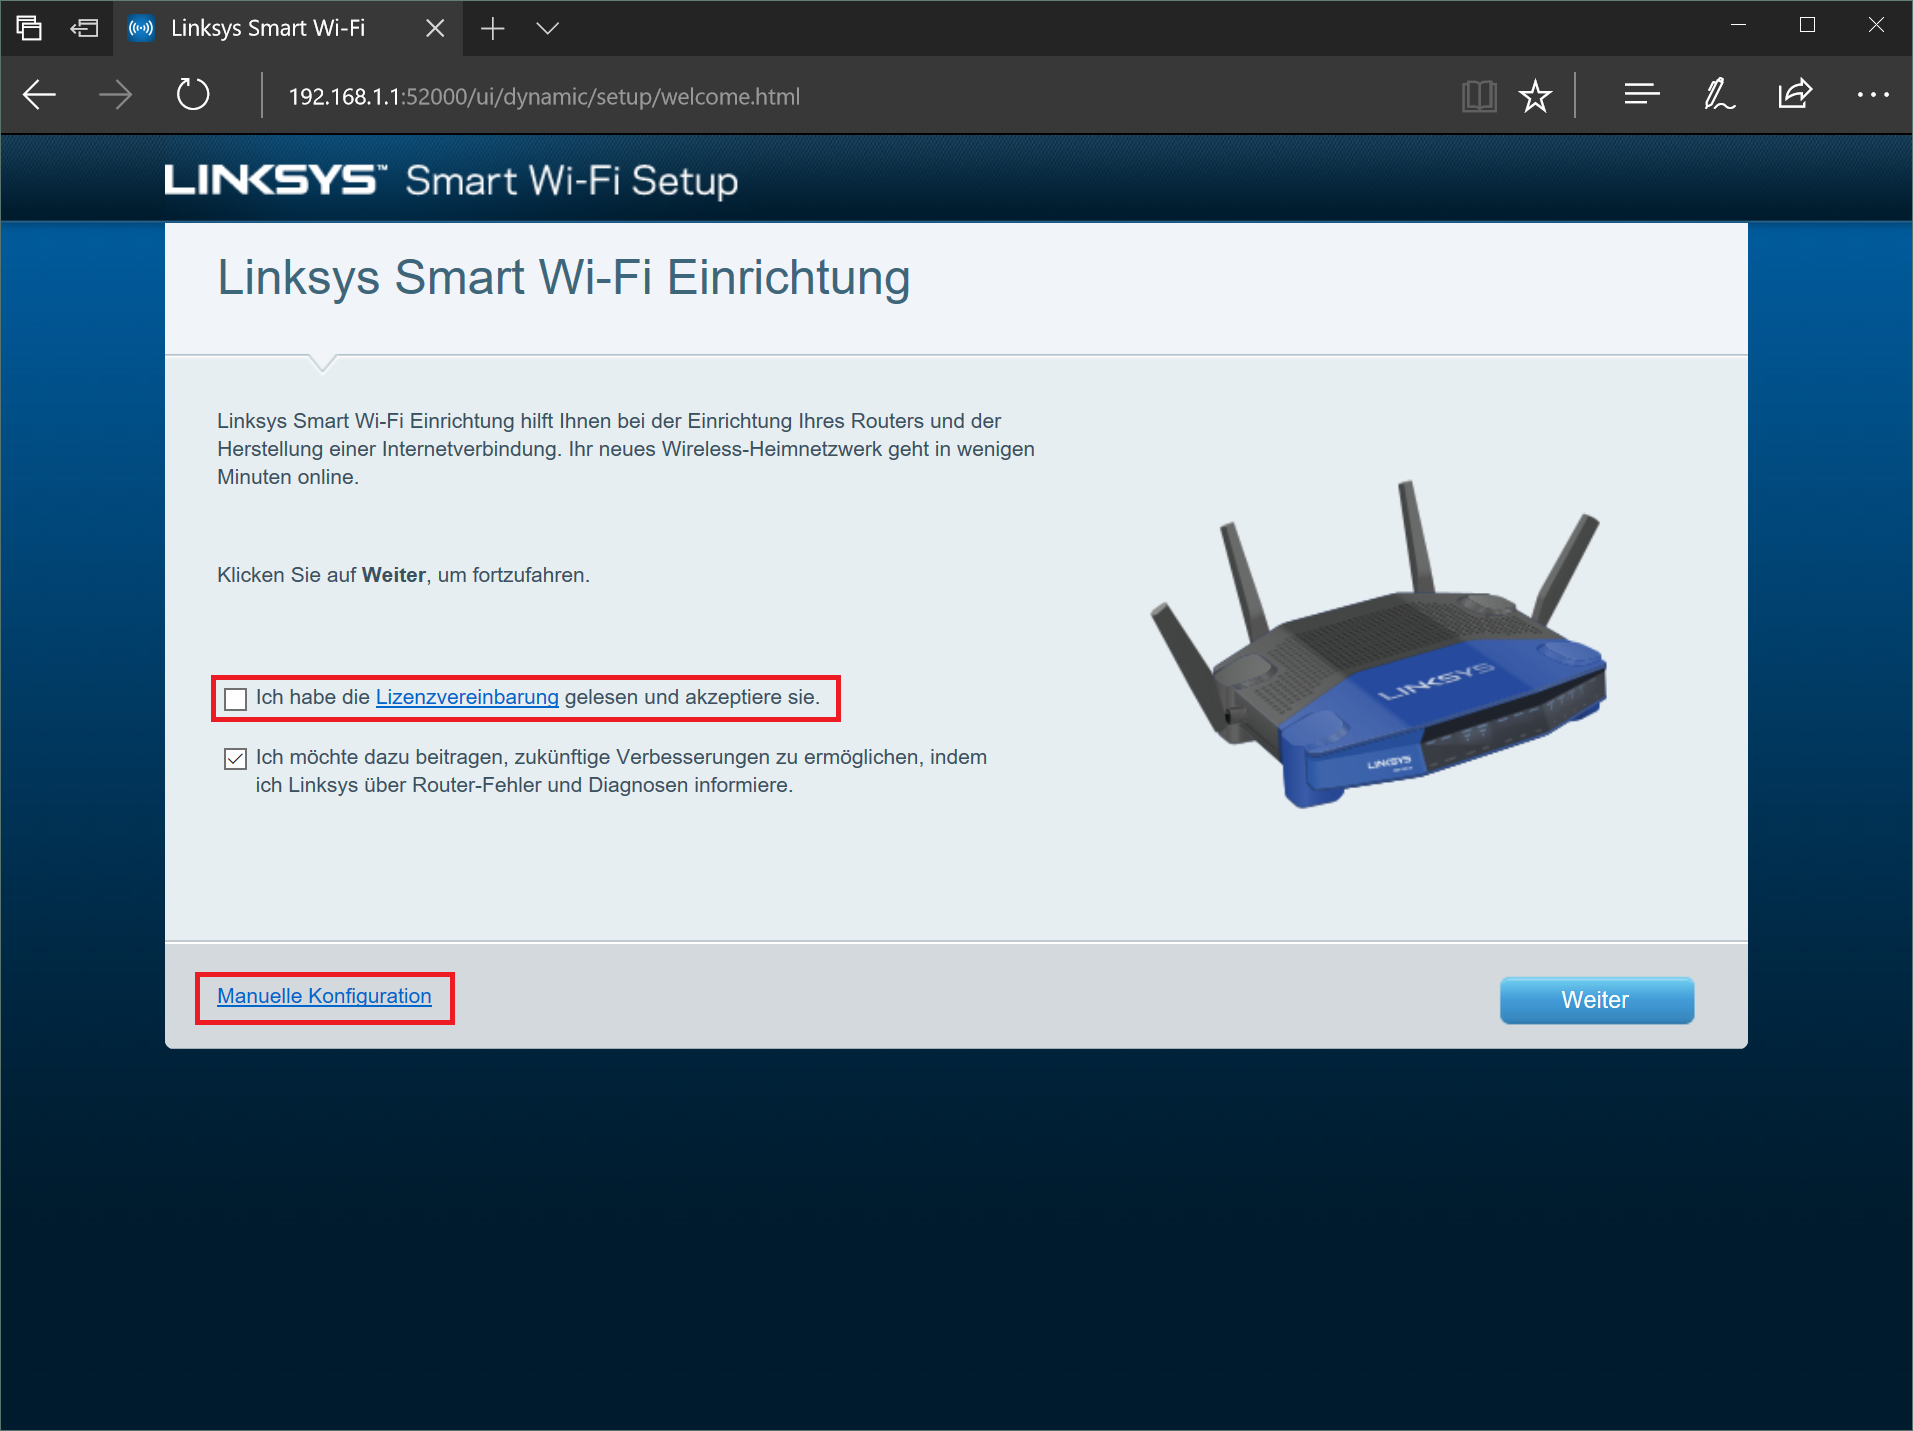 Linksys Smart Wi-Fi
192.168.1.1:52000/ui/dynamic/setup/welcome.html
LINKSYS™ Smart Wi-Fi Setup
Linksys Smart Wi-Fi Einrichtung
Linksys Smart Wi-Fi Einrichtung hilft Ihnen bei der Einrichtung Ihres Routers und der
Herstellung einer Internetverbindung. Ihr neues Wireless-Heimnetzwerk geht in wenigen
Minuten online.
Klicken Sie auf Weiter, um fortzufahren.
Ich habe die Lizenzvereinbarung gelesen und akzeptiere sie.
Ich möchte dazu beitragen, zukünftige Verbesserungen zu ermöglichen, indem
ich Linksys über Router-Fehler und Diagnosen informiere.
LINKSYS
LINKSYS
Manuelle Konfiguration
Weiter